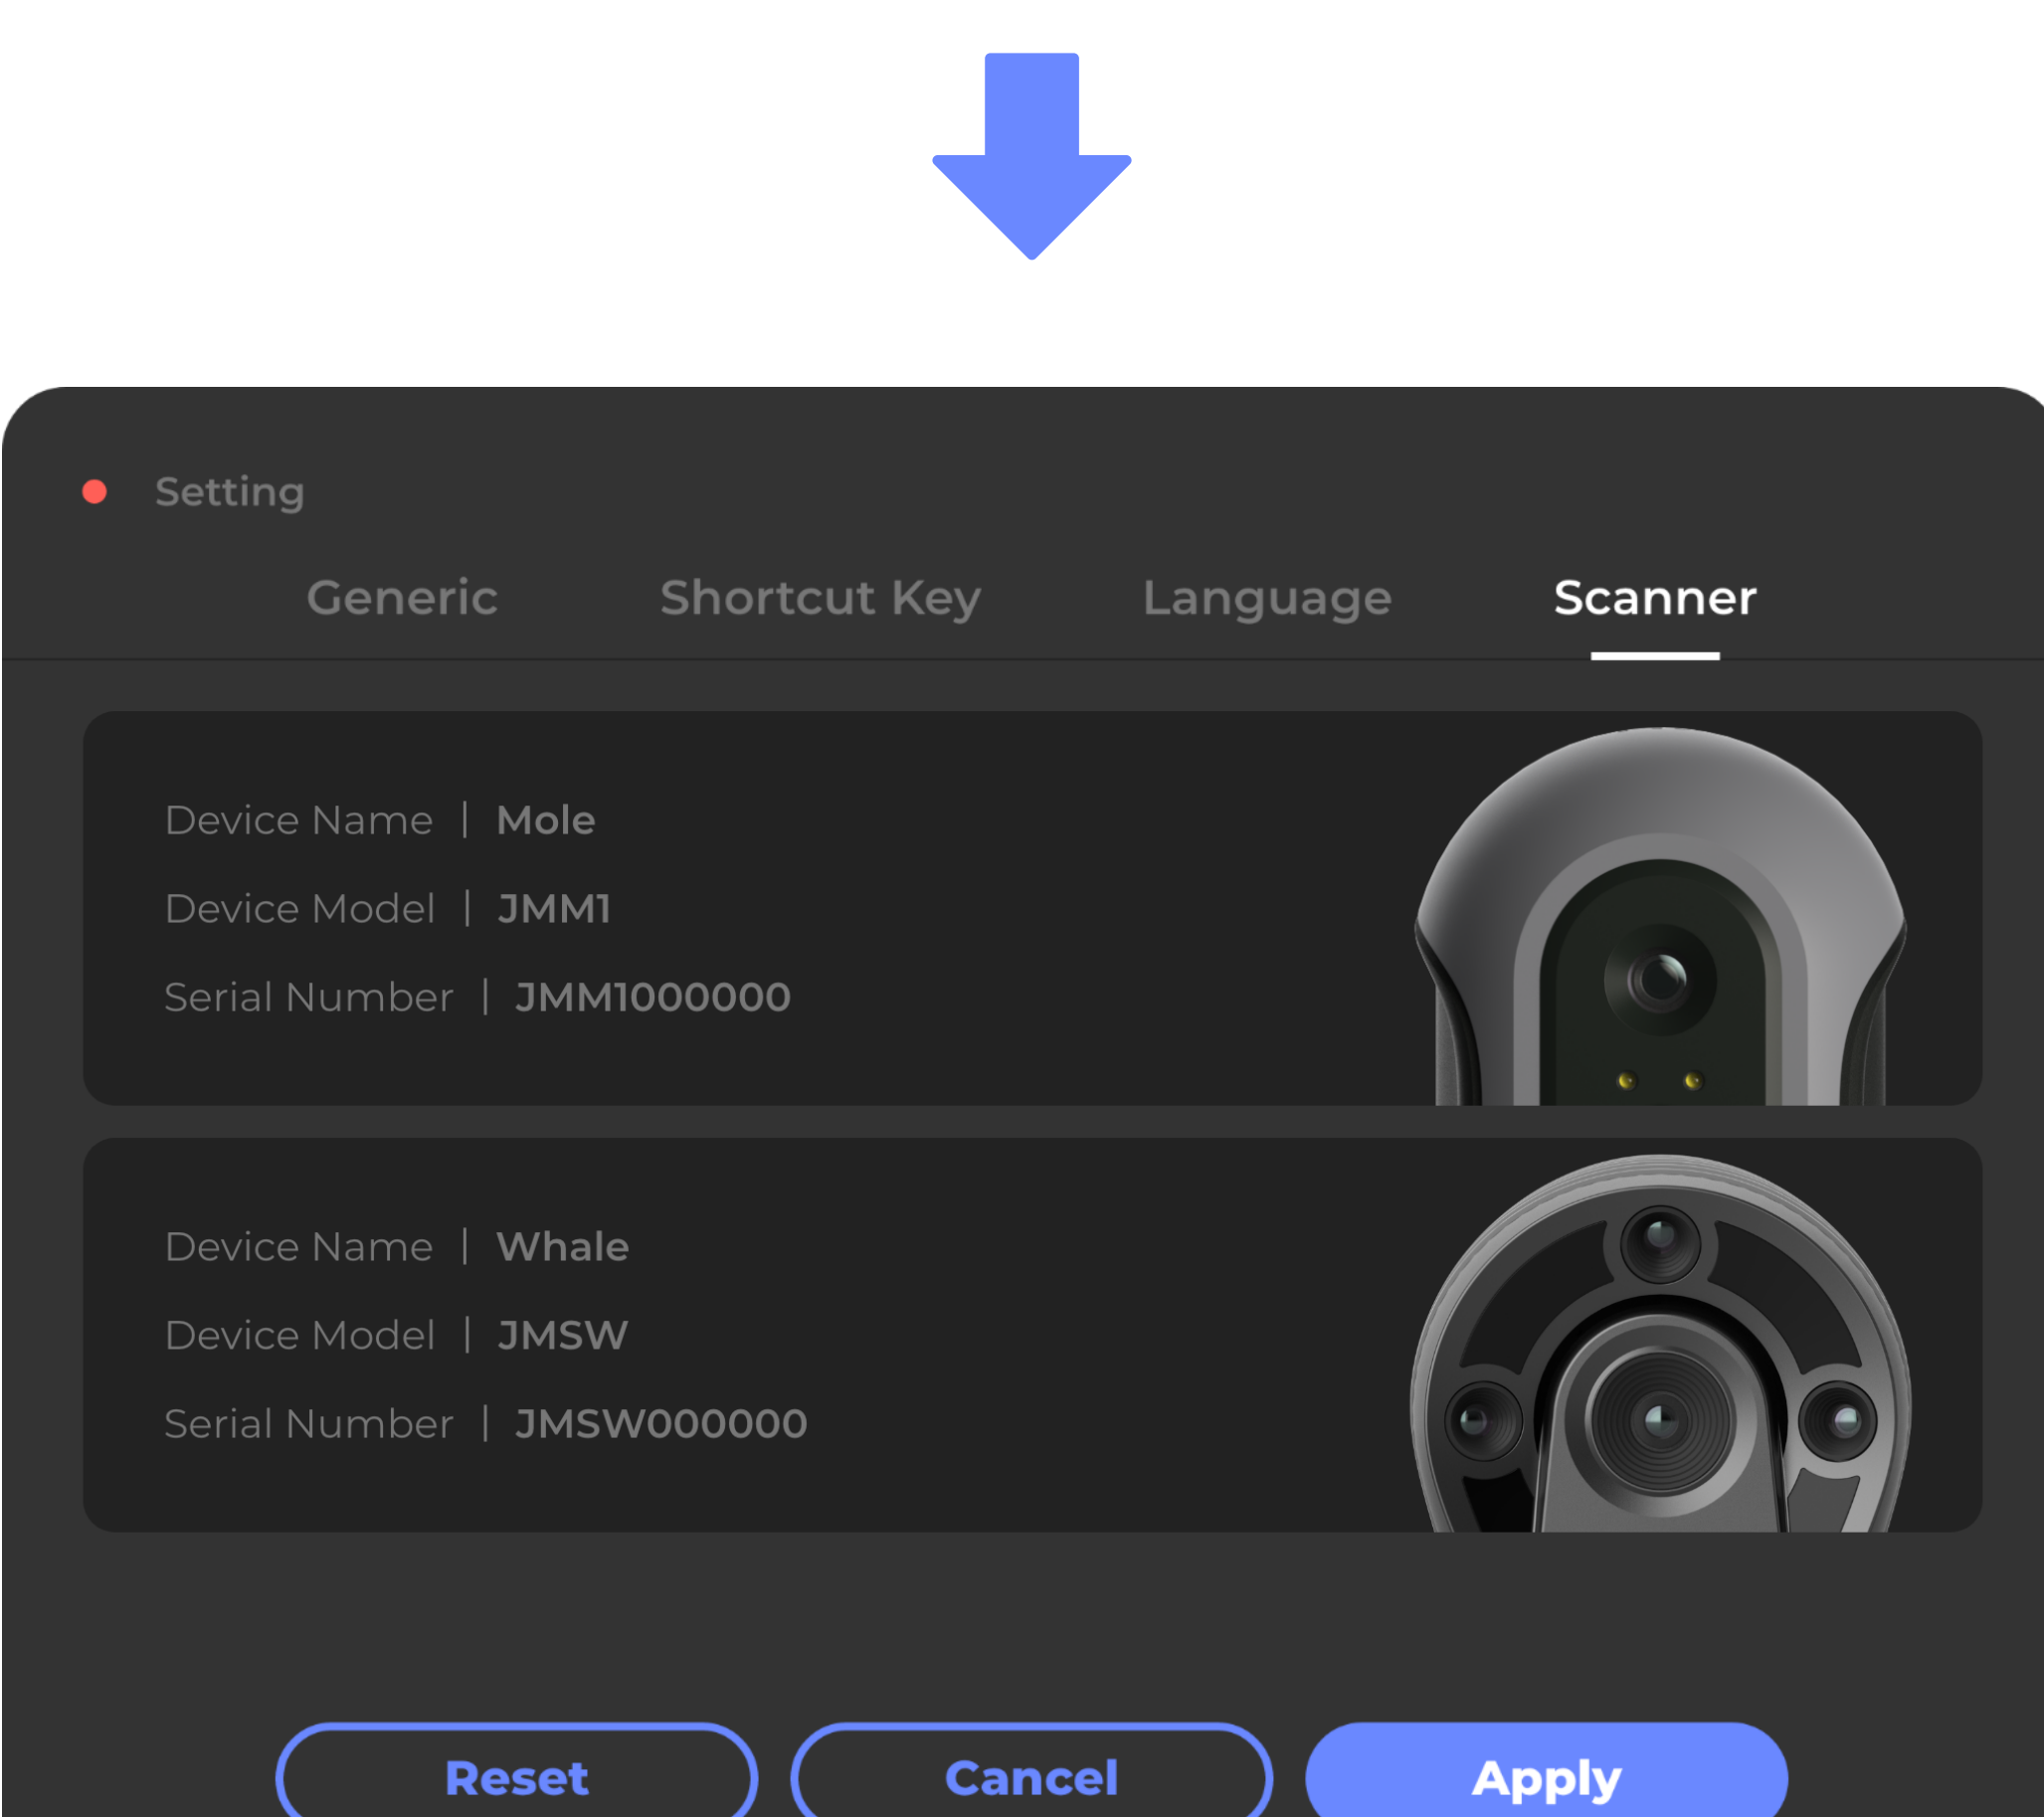 Setting
Generic Shortcut Key Language Scanner
Device Name | Mole
Device Model | JMM1
Serial Number | JMM1000000
Device Name | Whale
Device Model | JMSW
Serial Number | JMSW000000
Reset Cancel Apply